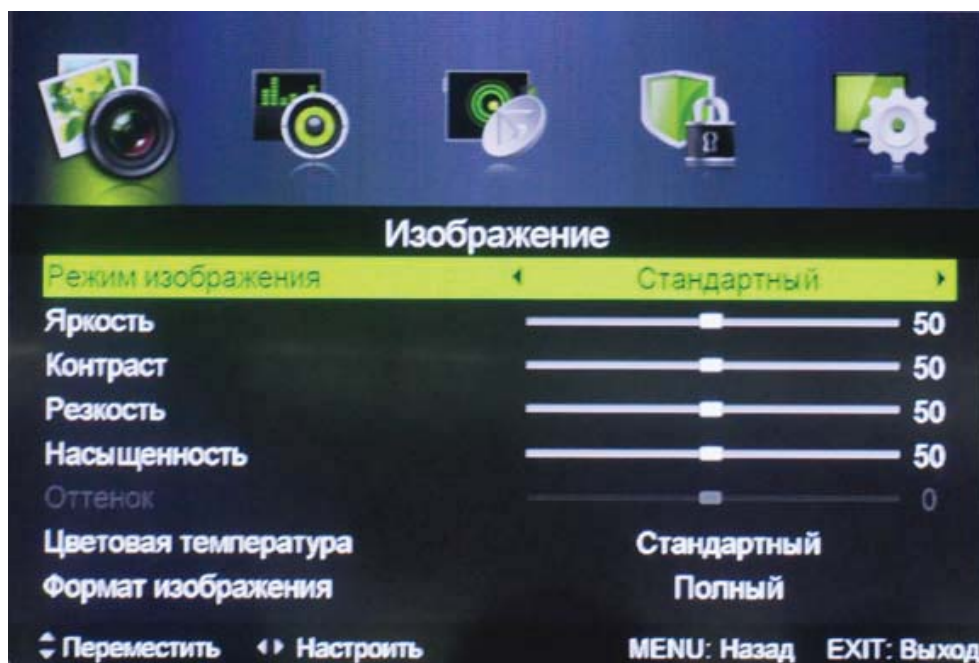 Изображение
Режим изображения Стандартный
Яркость 50
Контраст 50
Резкость 50
Насыщенность 50
Оттенок 0
Цветовая температура Стандартный
Формат изображения Полный
Переместить Настроить MENU: Назад EXIT: Выход